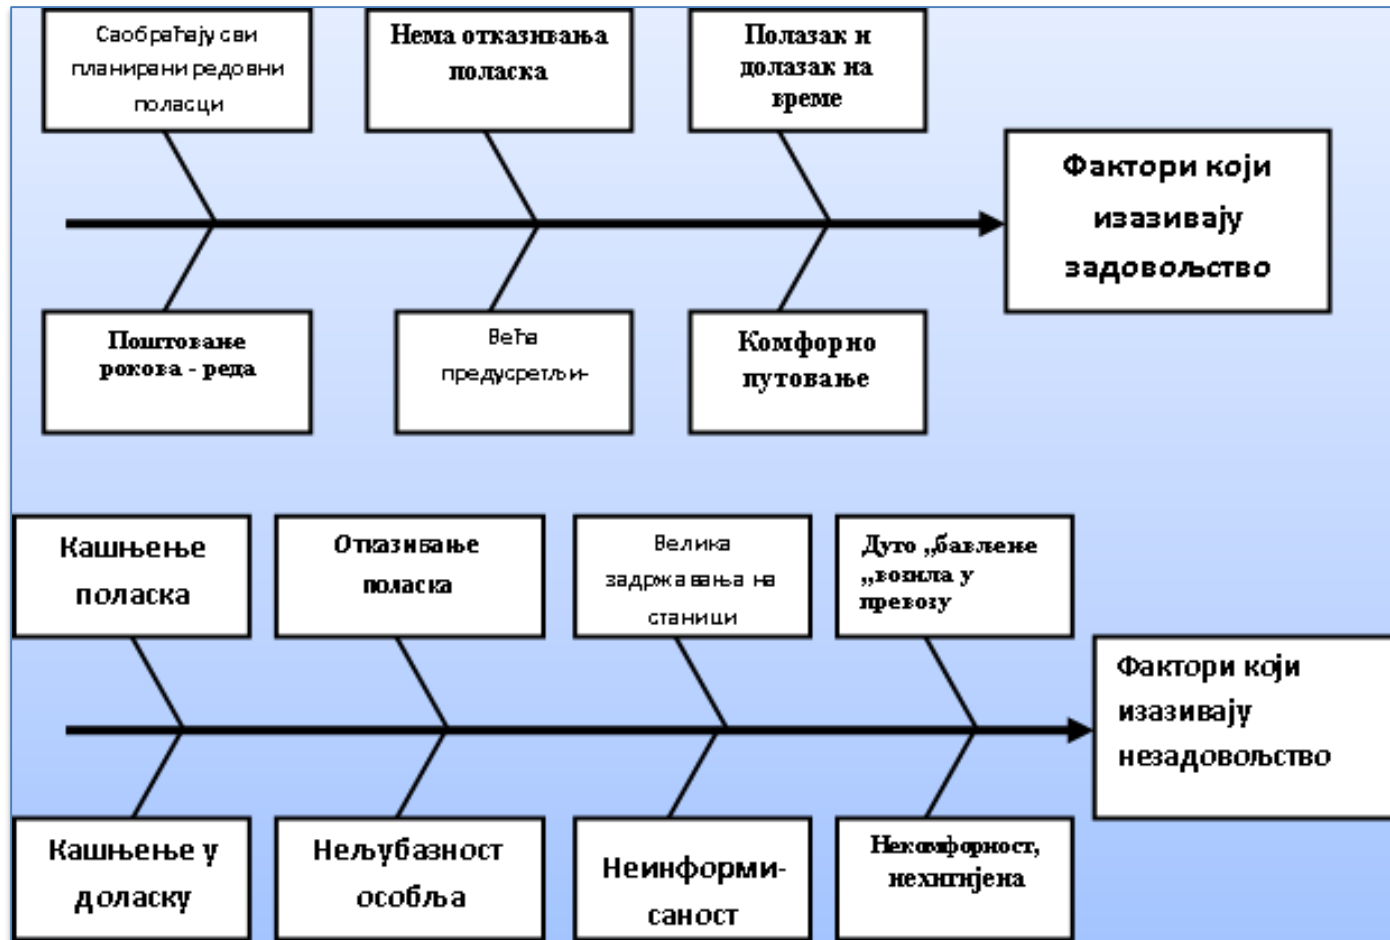 Саобраћају сви
планирани редовни
поласци
Нема отказивања
поласка
Полазак и
долазак на
време
Фактори који
изазивају
задовољство
Поштовање
рокова - реда
Већа
предусретљи-
Комфорно
путовање
Кашњење
поласка
Отказивање
поласка
Велика
задржавања на
станици
Дуто „бављене
„возила у
превозу
Фактори који
изазивају
незадовољство
Кашњење у
доласку
Нељубазност
особља
Неинформи-
саност
Некомфорност,
нехигијена